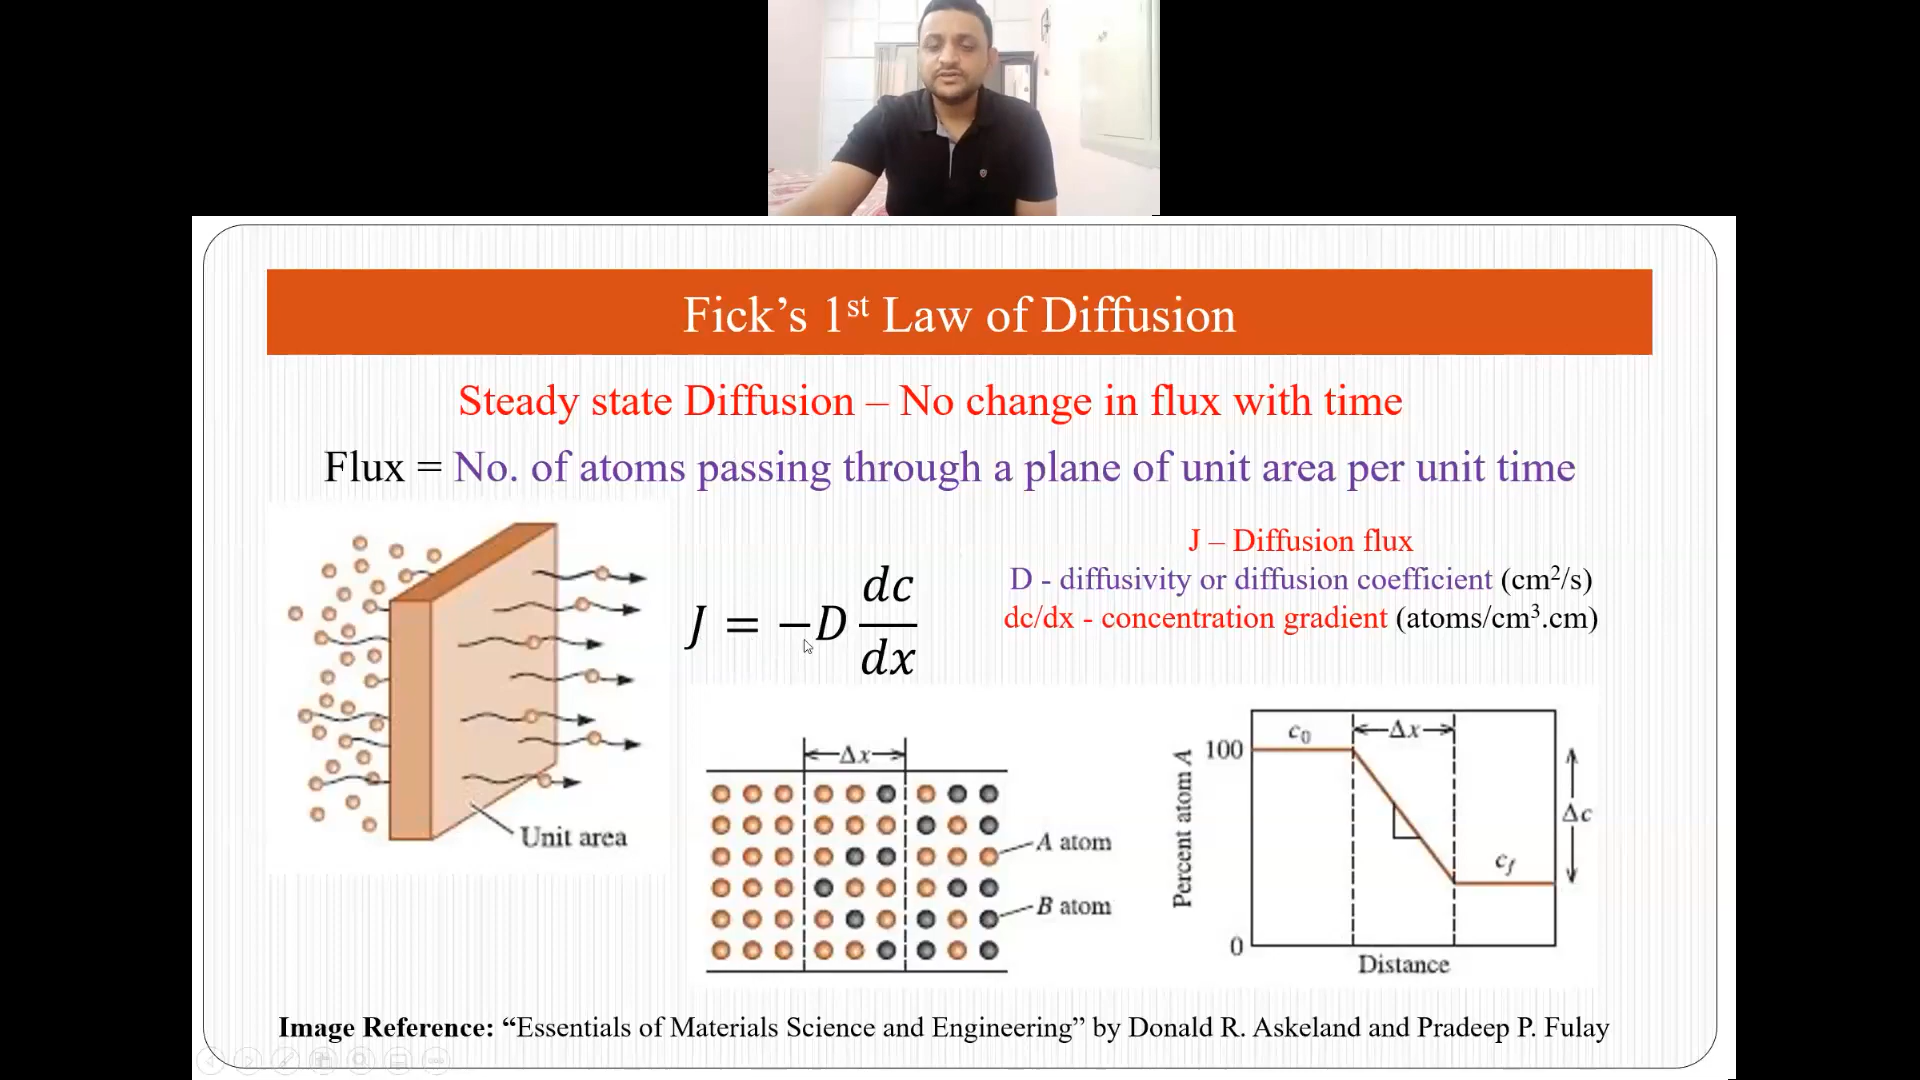 Fick’s 1st Law of Diffusion
Steady state Diffusion – No change in flux with time
Flux = No. of atoms passing through a plane of unit area per unit time
J – Diffusion flux
D - diffusivity or diffusion coefficient (cm²/s)
dc/dx - concentration gradient (atoms/cm³.cm)
J = −D dc/dx
Unit area
Δx
A atom
B atom
Percent atom A
100
0
c₀
Δx
Δc
c_f
Distance
Image Reference: “Essentials of Materials Science and Engineering” by Donald R. Askeland and Pradeep P. Fulay